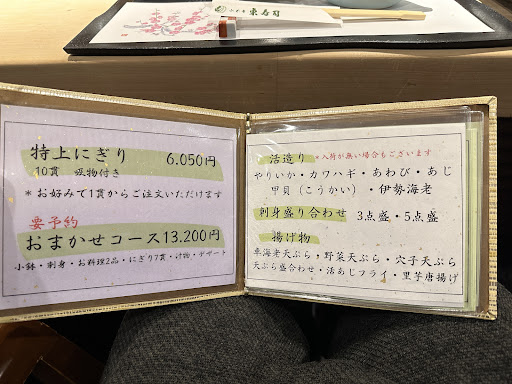 東寿司
特上にぎり 6.050円
10貫 吸物付き
*お好みで1貫からご注文いただけます
要予約
おまかせコース13.200円
小鉢・刺身・お料理2品・にぎり7貫・汁物・デザート
活造り *入荷が無い場合もございます
やりいか・カワハギ・あわび・あじ
甲貝(こうかい)・伊勢海老
刺身盛り合わせ 3点盛・5点盛
揚げ物
車海老天ぷら・野菜天ぷら・穴子天ぷら
天ぷら盛合わせ・活あじフライ・里芋唐揚げ